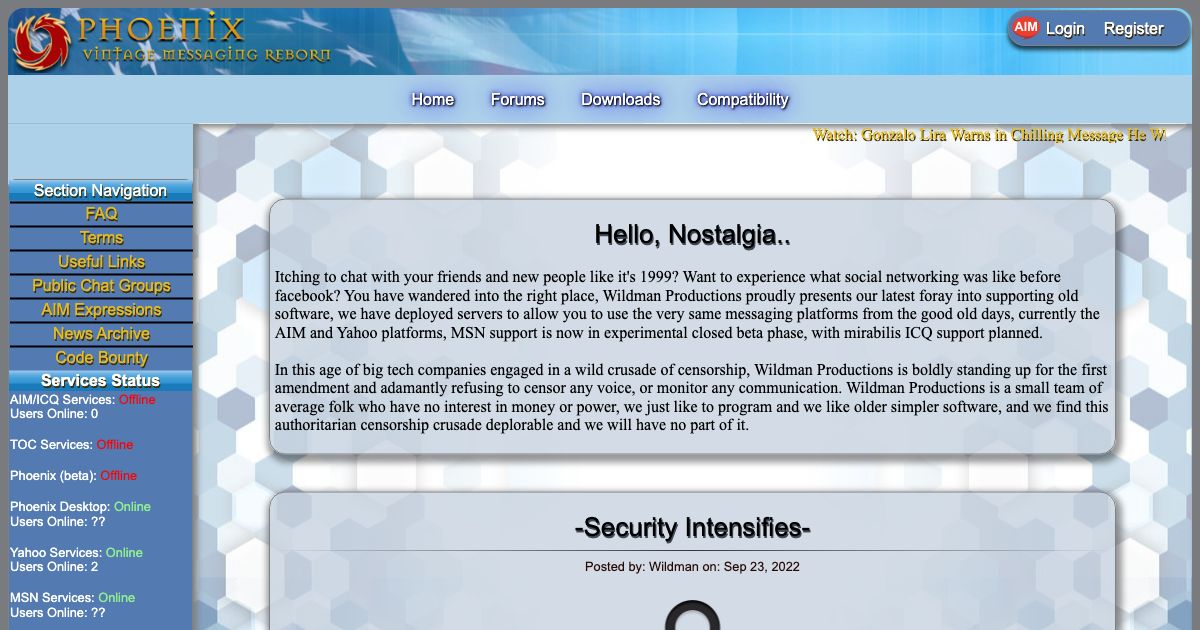 PHOENIX
VINTAGE MESSAGING REBORN
AIM Login Register
Home Forums Downloads Compatibility
Watch: Gonzalo Lira Warns in Chilling Message He W
Section Navigation
FAQ
Terms
Useful Links
Public Chat Groups
AIM Expressions
News Archive
Code Bounty
Services Status
AIM/ICQ Services: Offline
Users Online: 0
TOC Services: Offline
Phoenix (beta): Offline
Phoenix Desktop: Online
Users Online: ??
Yahoo Services: Online
Users Online: 2
MSN Services: Online
Users Online: ??
Hello, Nostalgia..
Itching to chat with your friends and new people like it's 1999? Want to experience what social networking was like before
facebook? You have wandered into the right place, Wildman Productions proudly presents our latest foray into supporting old
software, we have deployed servers to allow you to use the very same messaging platforms from the good old days, currently the
AIM and Yahoo platforms, MSN support is now in experimental closed beta phase, with mirabilis ICQ support planned.
In this age of big tech companies engaged in a wild crusade of censorship, Wildman Productions is boldly standing up for the first
amendment and adamantly refusing to censor any voice, or monitor any communication. Wildman Productions is a small team of
average folk who have no interest in money or power, we just like to program and we like older simpler software, and we find this
authoritarian censorship crusade deplorable and we will have no part of it.
-Security Intensifies-
Posted by: Wildman on: Sep 23, 2022